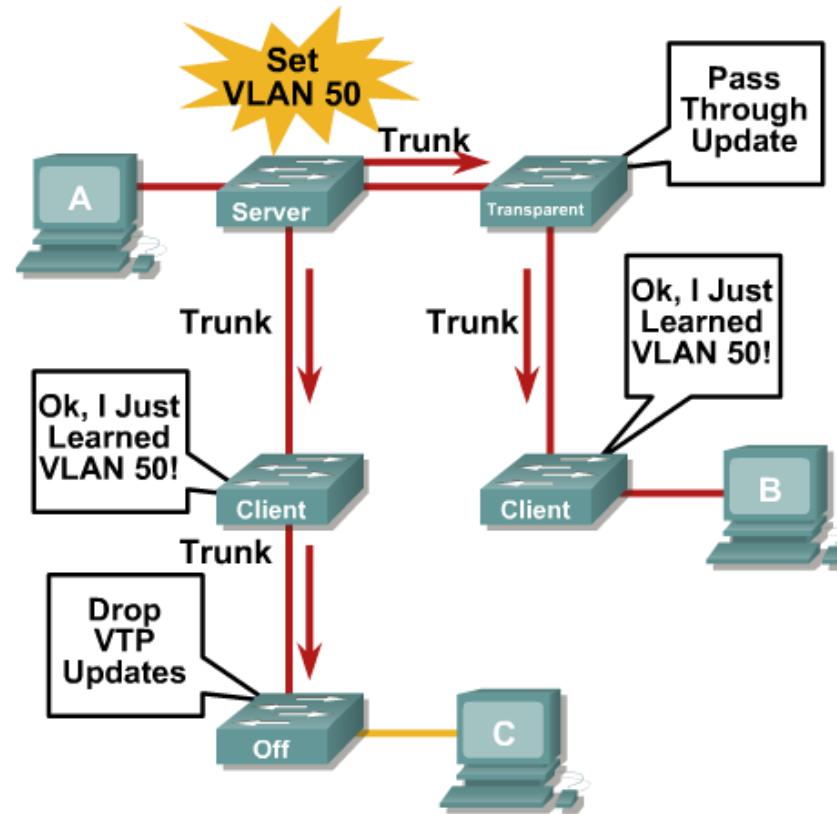 Set
VLAN 50
Pass
Through
Update
Trunk
A
Server
Transparent
Trunk
Trunk
Ok, I Just
Learned
VLAN 50!
Ok, I Just
Learned
VLAN 50!
Client
Client
B
Trunk
Drop
VTP
Updates
Off
C